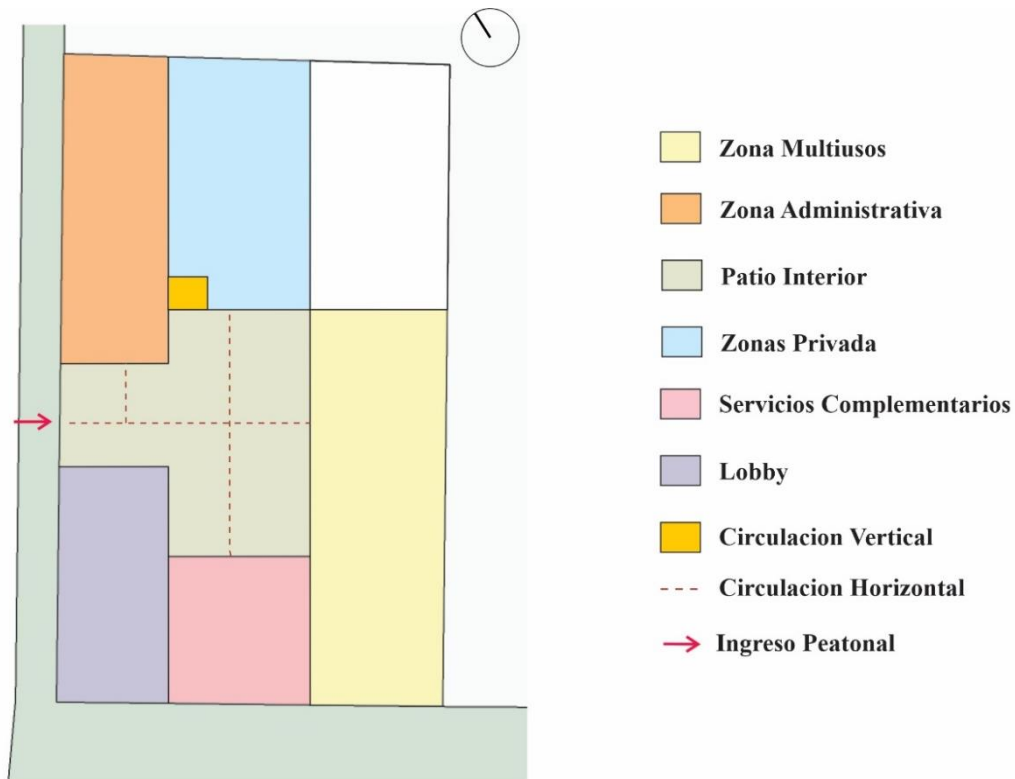 Zona Multiusos
Zona Administrativa
Patio Interior
Zonas Privada
Servicios Complementarios
Lobby
Circulacion Vertical
Circulacion Horizontal
Ingreso Peatonal